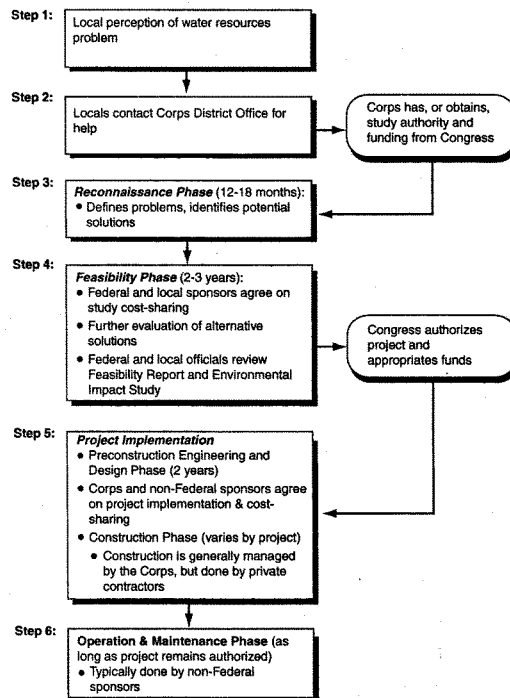 Step 1:
Local perception of water resources
problem
Step 2:
Locals contact Corps District Office for
help
Corps has, or obtains,
study authority and
funding from Congress
Step 3:
Reconnaissance Phase (12-18 months):
• Defines problems, identifies potential
solutions
Step 4:
Feasibility Phase (2-3 years):
• Federal and local sponsors agree on
study cost-sharing
• Further evaluation of alternative
solutions
• Federal and local officials review
Feasibility Report and Environmental
Impact Study
Congress authorizes
project and
appropriates funds
Step 5:
Project Implementation
• Preconstruction Engineering and
Design Phase (2 years)
• Corps and non-Federal sponsors agree
on project implementation & cost-
sharing
• Construction Phase (varies by project)
• Construction is generally managed
by the Corps, but done by private
contractors
Step 6:
Operation & Maintenance Phase (as
long as project remains authorized)
• Typically done by non-Federal
sponsors